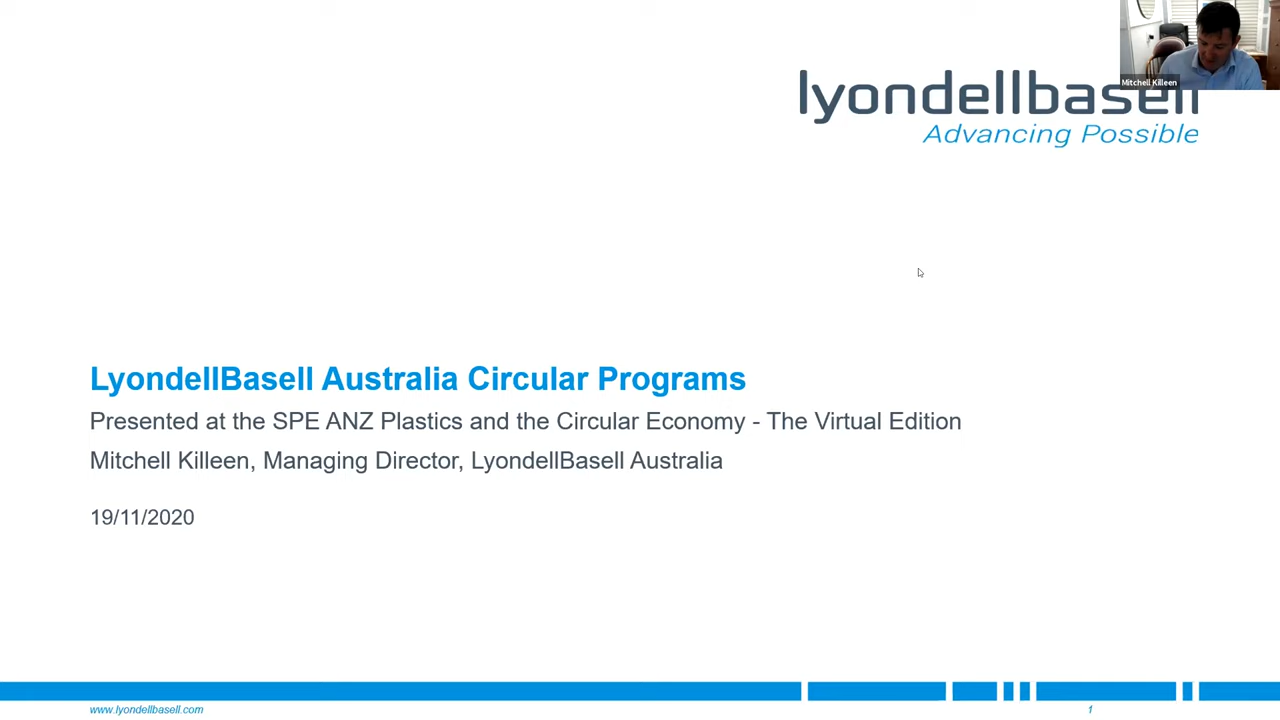 Mitchell Killeen
lyondellbasell
Advancing Possible
LyondellBasell Australia Circular Programs
Presented at the SPE ANZ Plastics and the Circular Economy - The Virtual Edition
Mitchell Killeen, Managing Director, LyondellBasell Australia
19/11/2020
www.lyondellbasell.com
1